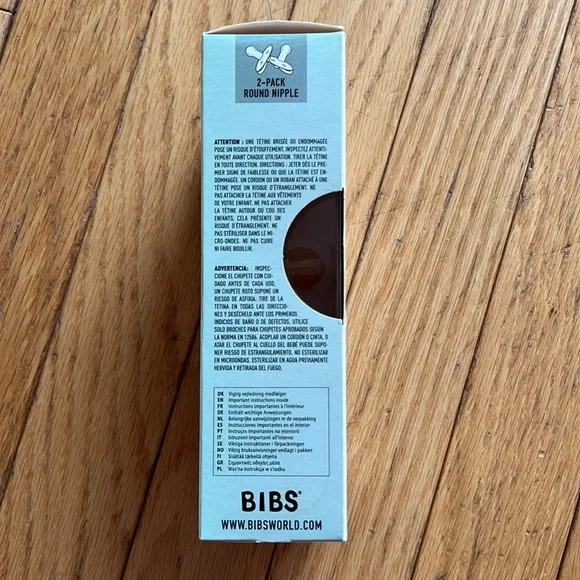 2-PACK
ROUND NIPPLE
ATTENTION : UNE TÉTINE BRISÉE OU ENDOMMAGÉE
POSE UN RISQUE D'ÉTOUFFEMENT. INSPECTEZ ATTENTI-
VEMENT AVANT CHAQUE UTILISATION. TIRER LA TÉTINE
EN TOUTE DIRECTION. DIRECTIONS : JETER DÈS LE PRE-
MIER SIGNE DE FAIBLESSE OU QUE LA TÉTINE EST EN-
DOMMAGÉE. UN CORDON OU UN RUBAN ATTACHÉ À UNE
TÉTINE POSE UN RISQUE D'ÉTRANGLEMENT. NE
PAS ATTACHER LA TÉTINE AUX VÊTEMENTS
DE VOTRE ENFANT. NE PAS ATTACHER
LA TÉTINE AUTOUR DU COU DES
ENFANTS, CELA PRÉSENTE UN
RISQUE D'ÉTRANGLEMENT. NE
PAS STÉRILISER DANS LE MI-
CRO-ONDES. NE PAS CUIRE
NI FAIRE BOUILLIR.
ADVERTENCIA: INSPEC-
CIONE EL CHUPETE CON CUI-
DADO ANTES DE CADA USO,
UN CHUPETE ROTO SUPONE UN
RIESGO DE ASFIXIA. TIRE DE LA
TETINA EN TODAS LAS DIRECCIO-
NES Y DESÉCHELO ANTE LOS PRIMEROS
INDICIOS DE DAÑO O DE DEFECTOS. UTILICE
SOLO BROCHES PARA CHUPETES APROBADOS SEGÚN
LA NORMA EN 12586. ACOPLAR UN CORDÓN O CINTA, O
ATAR EL CHUPETE AL CUELLO DEL BEBÉ PUEDE SUPO-
NER RIESGO DE ESTRANGULAMIENTO. NO ESTERILIZAR
EN MICROONDAS. ESTERILIZAR EN AGUA PREVIAMENTE
HERVIDA Y RETIRADA DEL FUEGO.
DK Vigtig vejledning medfølger
EN Important instructions inside
FR Instructions importantes à l'intérieur
DE Enthält wichtige Anweisungen
NL Belangrijke aanwijzingen in de verpakking
ES Instrucciones importantes en el interior
PT Instruções importantes no interior
IT Istruzioni importanti all'interno
SE Viktiga instruktioner i förpackningen
NO Viktig bruksanvisning vedlagt i pakken
FI Sisältää tärkeitä ohjeita
GR Σημαντικές οδηγίες μέσα
PL Ważna instrukcja w środku
BIBS®
WWW.BIBSWORLD.COM